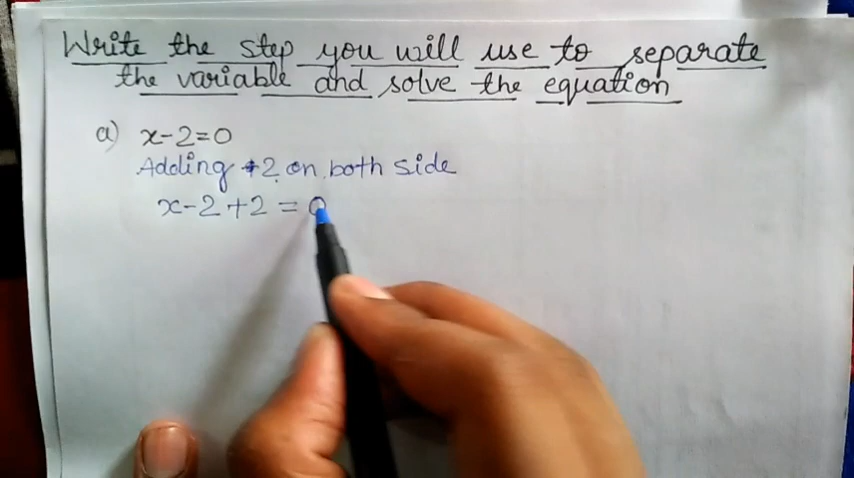 Write the step you will use to separate
the variable and solve the equation
a) x-2=0
Adding +2 on both side
x-2+2 = 0